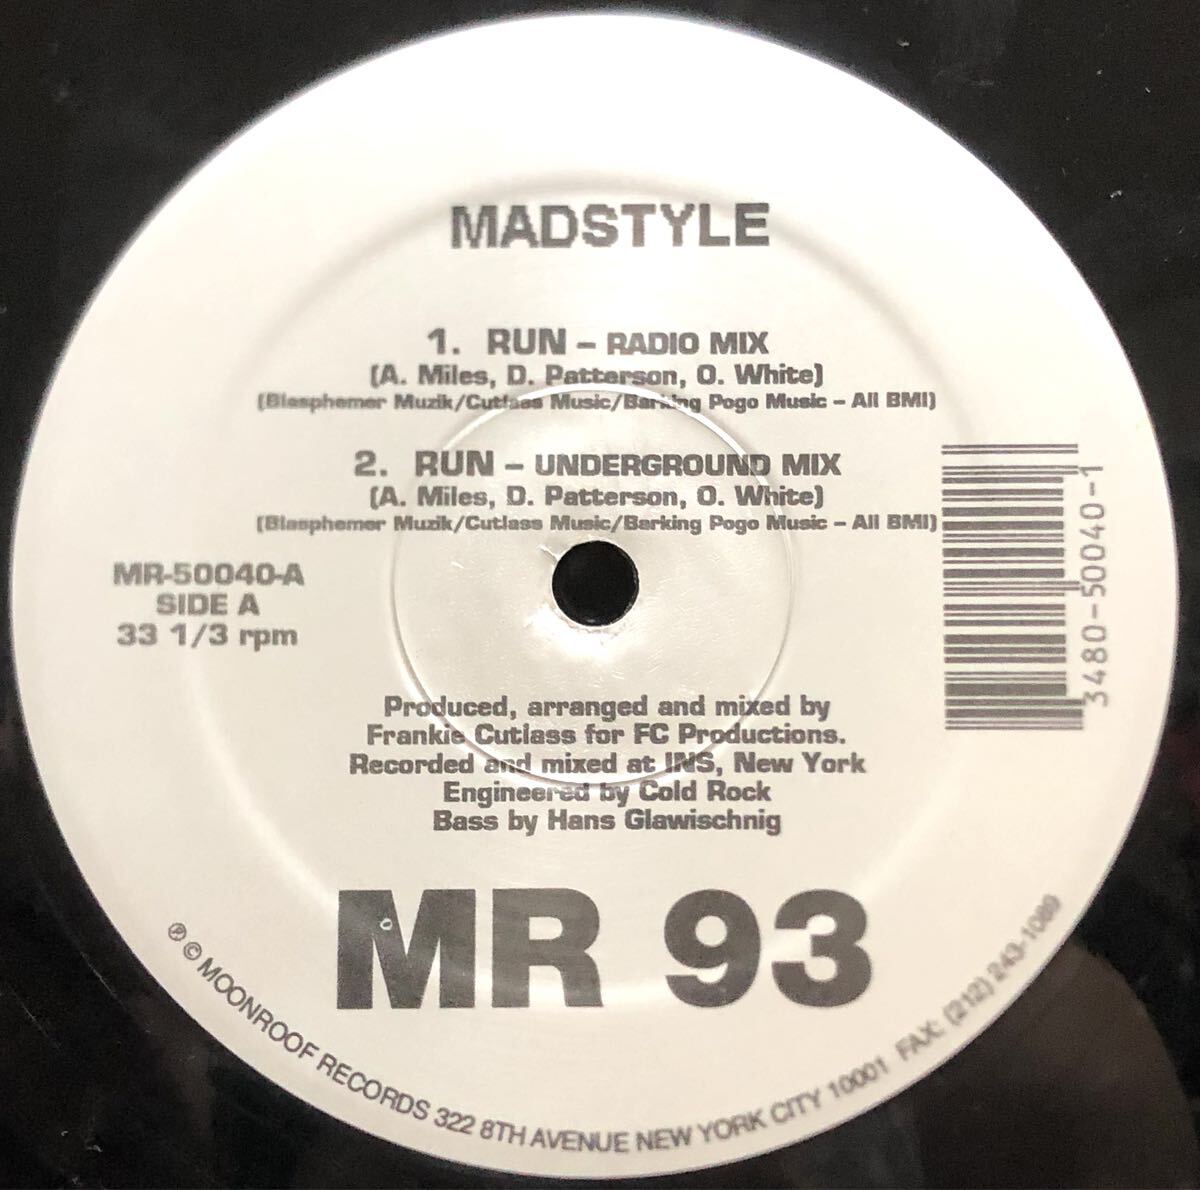 MADSTYLE
1. RUN – RADIO MIX
(A. Miles, D. Patterson, O. White)
(Blasphemer Muzik/Cutlass Music/Barking Pogo Music – All BMI)
2. RUN – UNDERGROUND MIX
(A. Miles, D. Patterson, O. White)
(Blasphemer Muzik/Cutlass Music/Barking Pogo Music – All BMI)
MR-50040-A
SIDE A
33 1/3 rpm
3480-50040-1
Produced, arranged and mixed by
Frankie Cutlass for FC Productions.
Recorded and mixed at INS, New York
Engineered by Cold Rock
Bass by Hans Glawischnig
MR 93
℗ © MOONROOF RECORDS 322 8TH AVENUE NEW YORK CITY 10001 FAX: (212) 243-1089